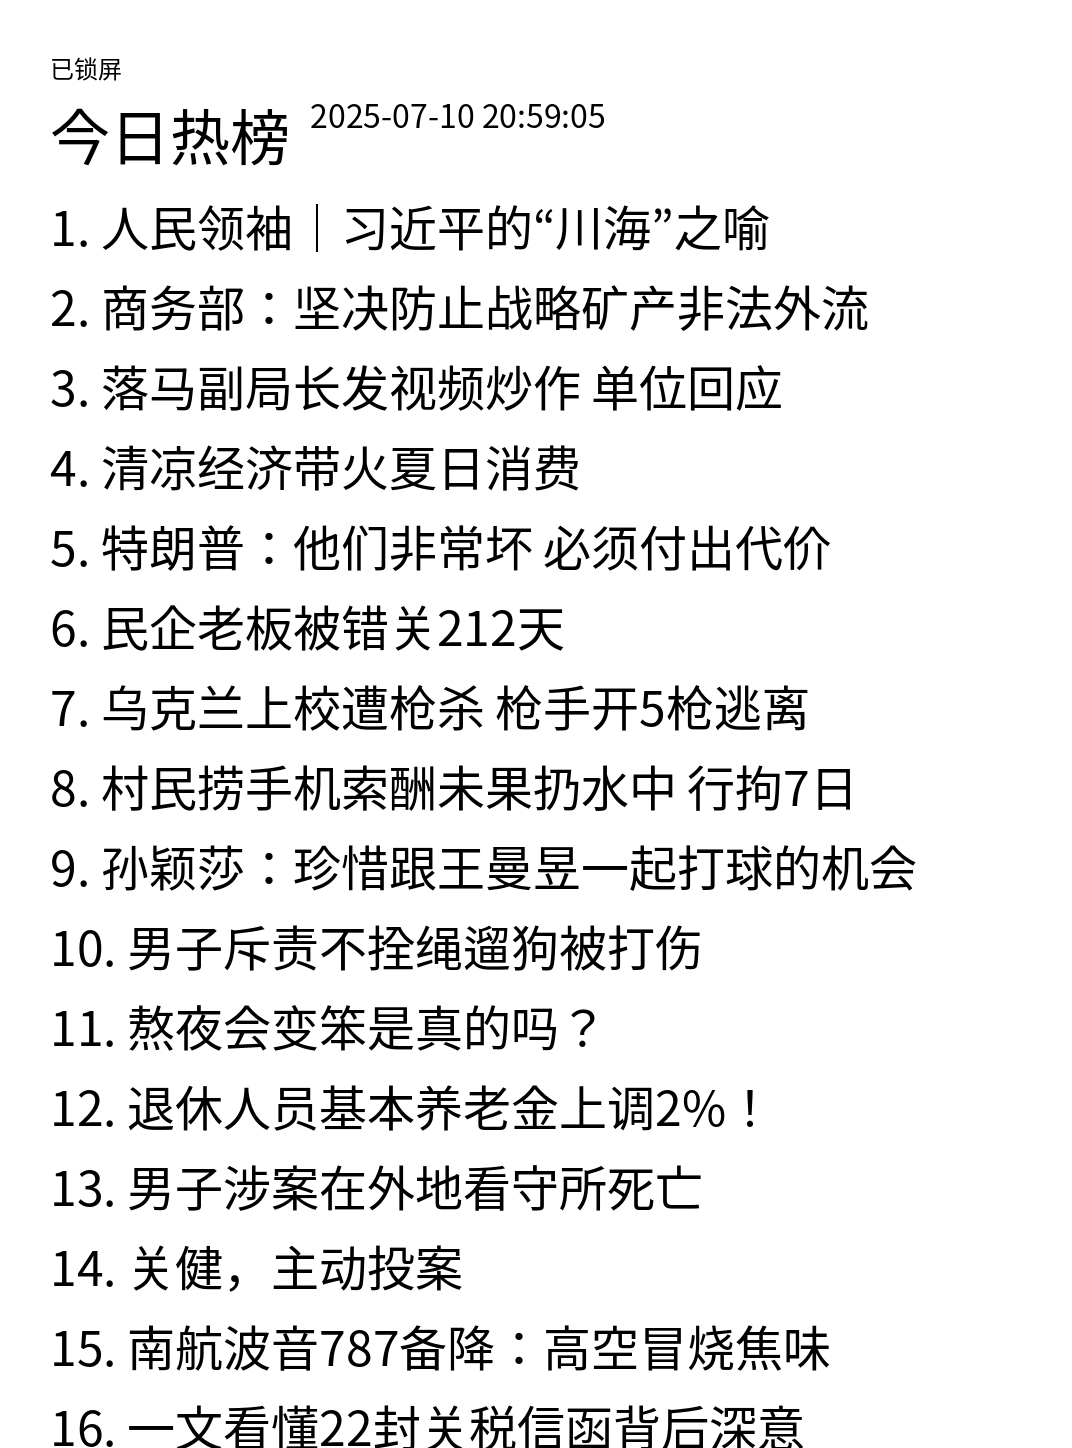 已锁屏
今日热榜 2025-07-10 20:59:05
1. 人民领袖｜习近平的“川海”之喻
2. 商务部：坚决防止战略矿产非法外流
3. 落马副局长发视频炒作 单位回应
4. 清凉经济带火夏日消费
5. 特朗普：他们非常坏 必须付出代价
6. 民企老板被错关212天
7. 乌克兰上校遭枪杀 枪手开5枪逃离
8. 村民捞手机索酬未果扔水中 行拘7日
9. 孙颖莎：珍惜跟王曼昱一起打球的机会
10. 男子斥责不拴绳遛狗被打伤
11. 熬夜会变笨是真的吗？
12. 退休人员基本养老金上调2%！
13. 男子涉案在外地看守所死亡
14. 关健，主动投案
15. 南航波音787备降：高空冒烧焦味
16. 一文看懂22封关税信函背后深意